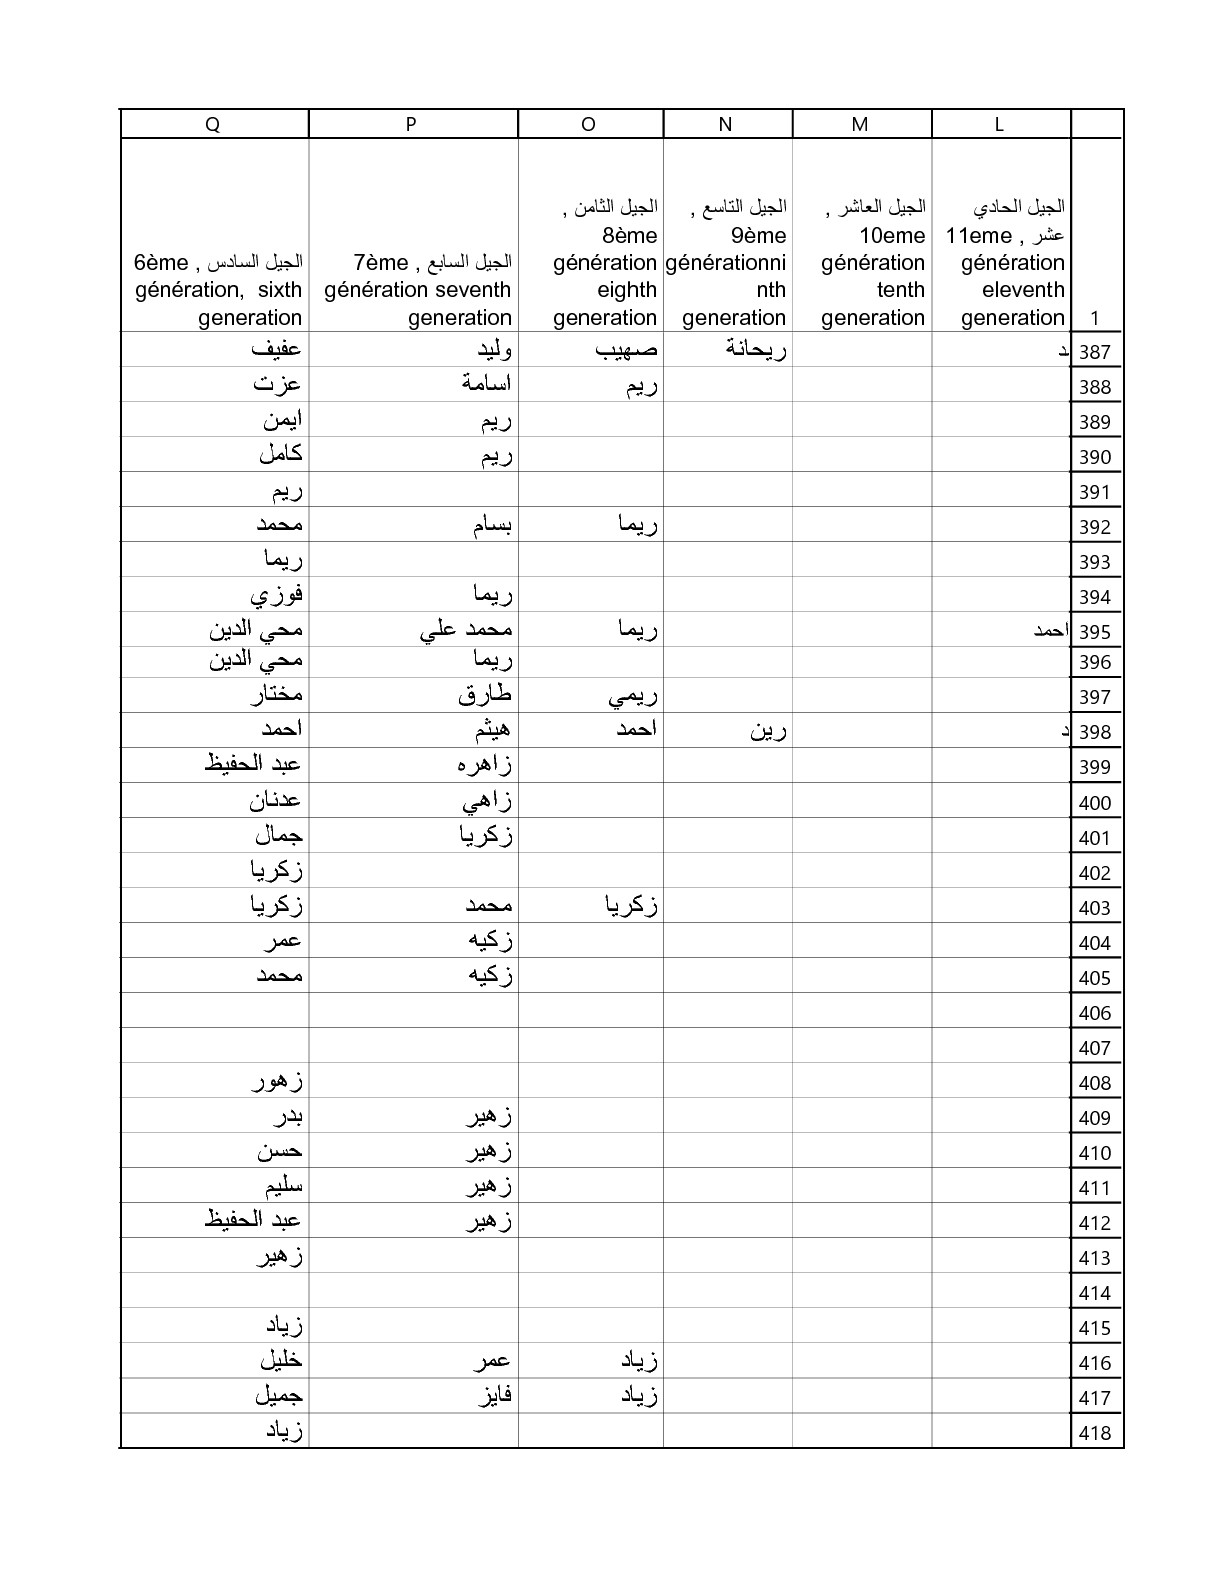 Q P O N M L
الجيل السادس , 6ème génération, sixth generation
الجيل السابع , 7ème génération seventh generation
الجيل الثامن , 8ème génération eighth generation
الجيل التاسع , 9ème générationni nth generation
الجيل العاشر , 10eme génération tenth generation
الجيل الحادي عشر , 11eme génération eleventh generation
1
387 د ريحانة صهيب وليد عفيف
388 ريم اسامة عزت
389 ريم ايمن
390 ريم كامل
391 ريم
392 ريما بسام محمد
393 ريما
394 ريما فوزي
395 احمد ريما محمد علي محي الدين
396 ريما محي الدين
397 ريمي طارق مختار
398 د رين احمد هيثم احمد
399 زاهره عبد الحفيظ
400 زاهي عدنان
401 زكريا جمال
402 زكريا
403 زكريا محمد زكريا
404 زكيه عمر
405 زكيه محمد
406
407
408 زهور
409 زهير بدر
410 زهير حسن
411 زهير سليم
412 زهير عبد الحفيظ
413 زهير
414
415 زياد
416 زياد عمر خليل
417 زياد فايز جميل
418 زياد